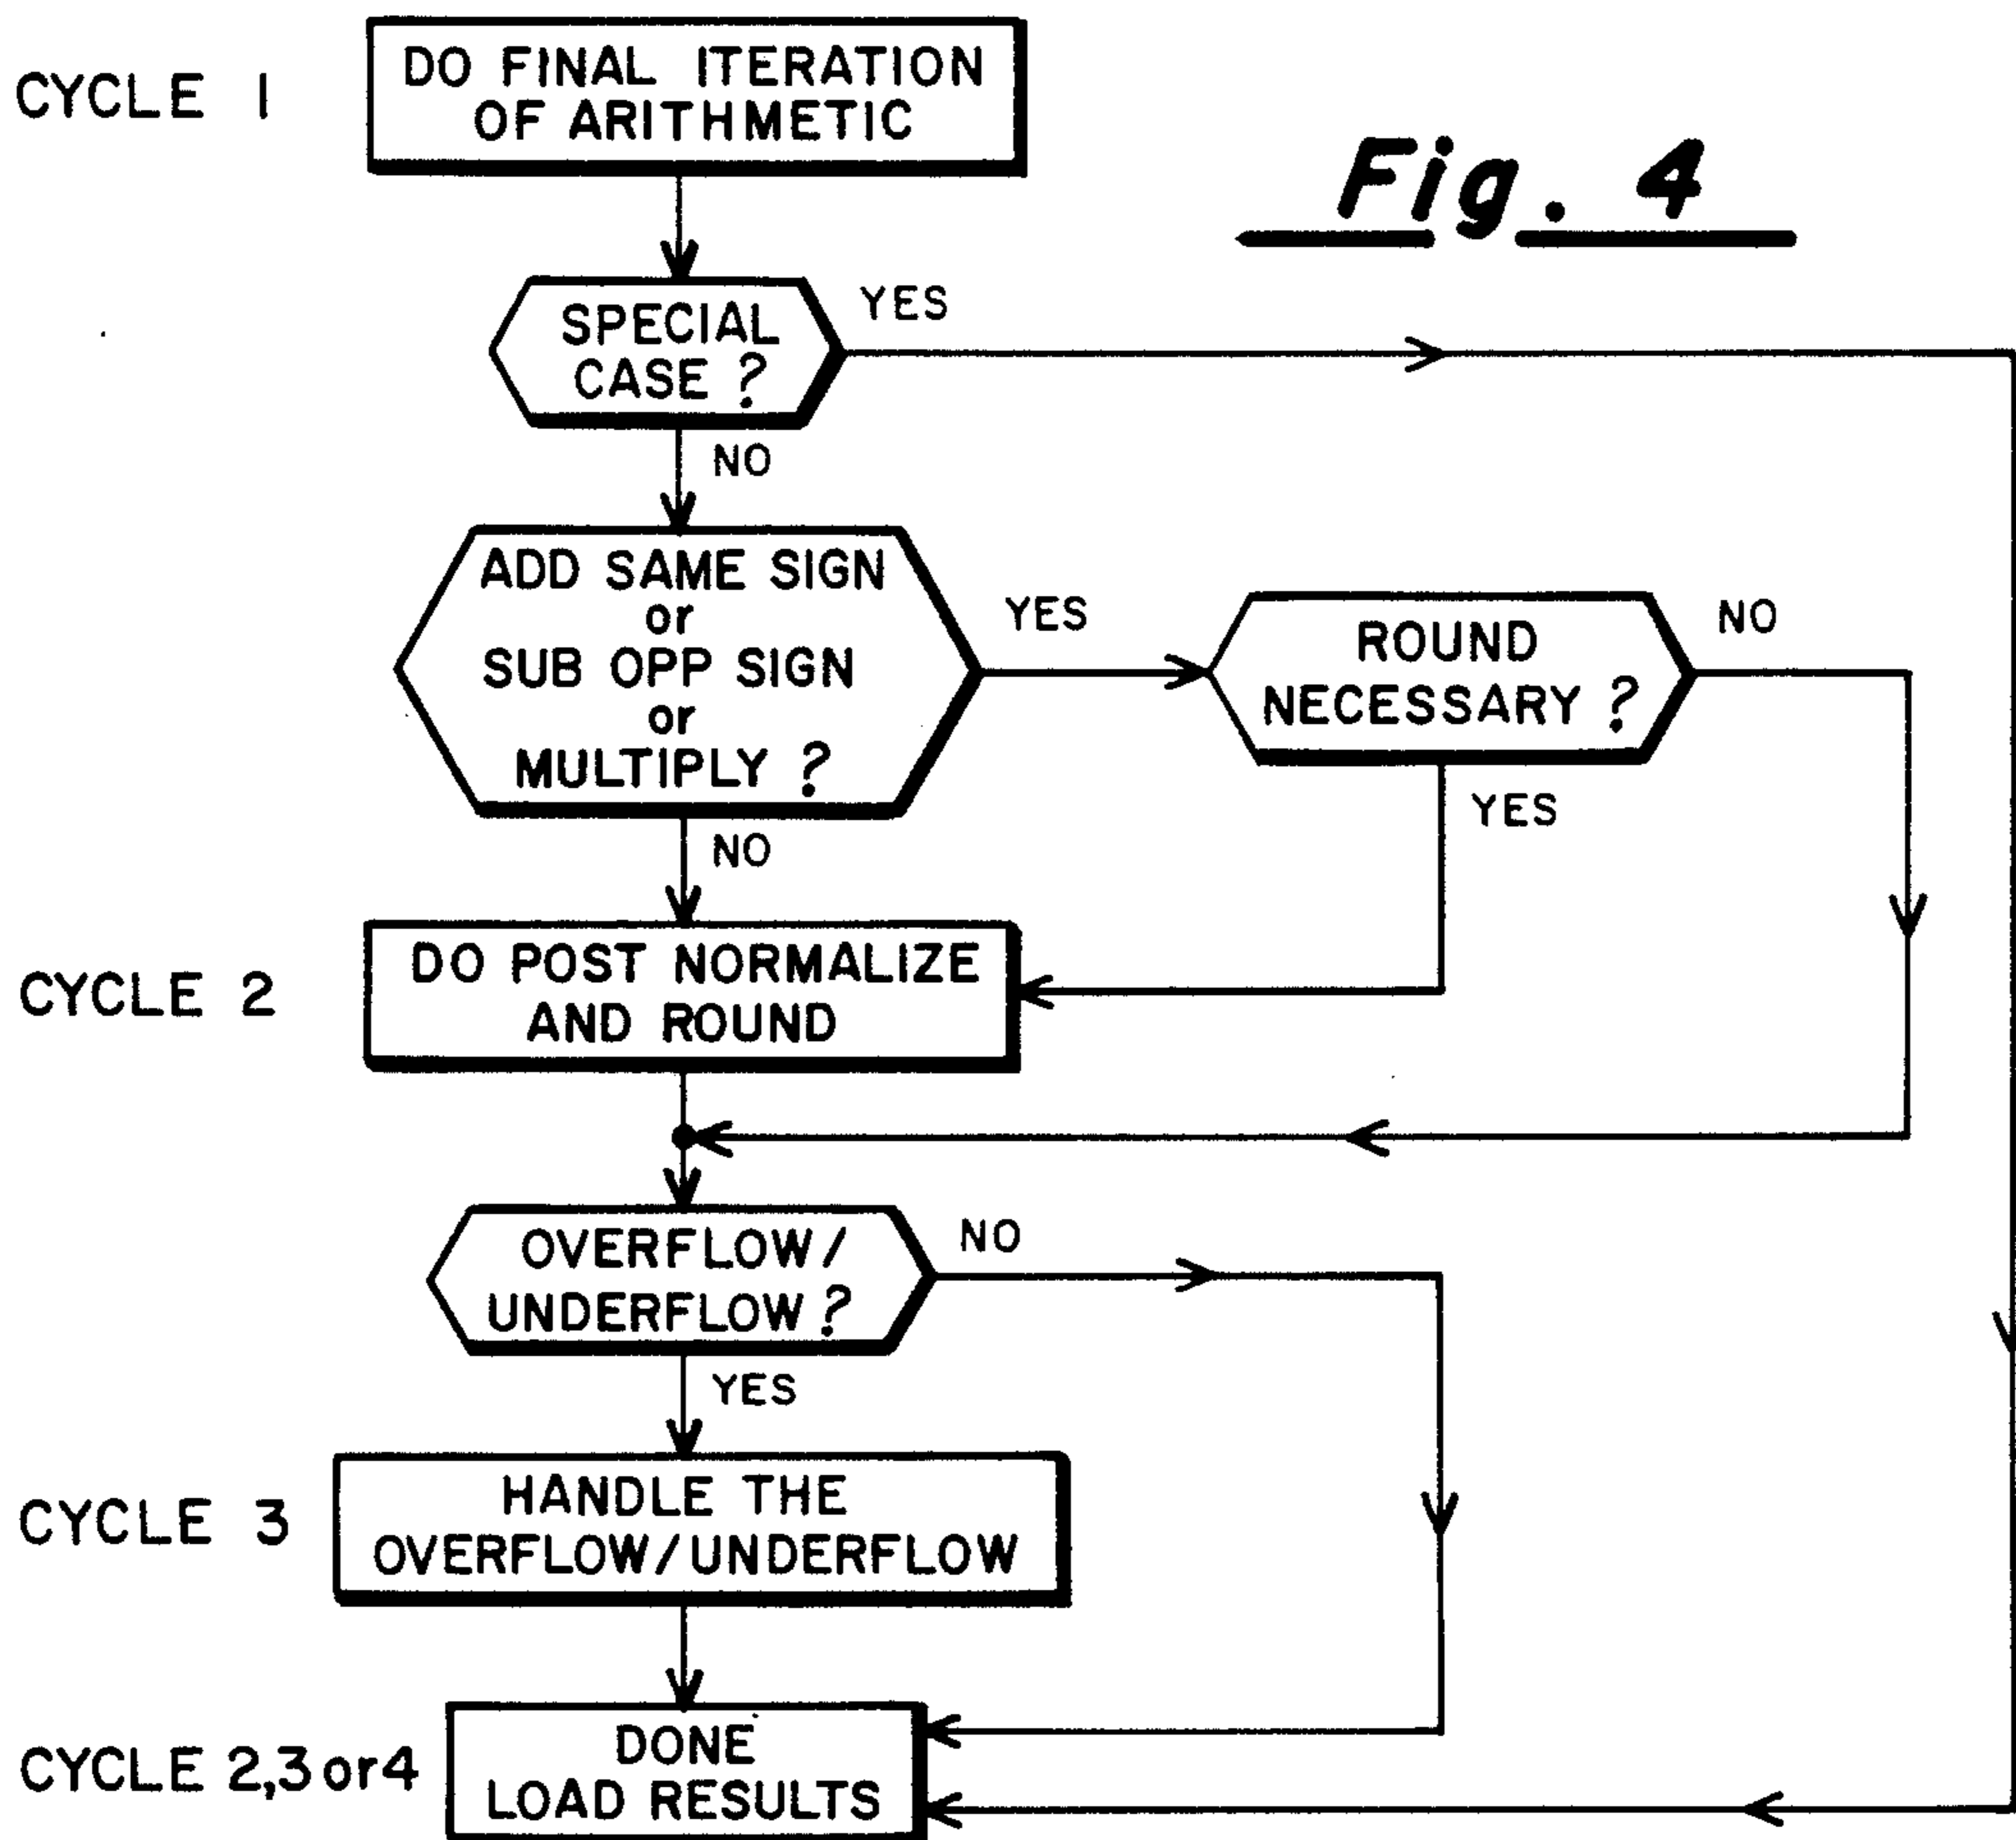 CYCLE 1
DO FINAL ITERATION
OF ARITHMETIC
Fig. 4
SPECIAL
CASE ?
YES
NO
ADD SAME SIGN
or
SUB OPP SIGN
or
MULTIPLY ?
YES
ROUND
NECESSARY ?
NO
YES
NO
CYCLE 2
DO POST NORMALIZE
AND ROUND
OVERFLOW/
UNDERFLOW ?
NO
YES
CYCLE 3
HANDLE THE
OVERFLOW/UNDERFLOW
CYCLE 2,3 or 4
DONE
LOAD RESULTS